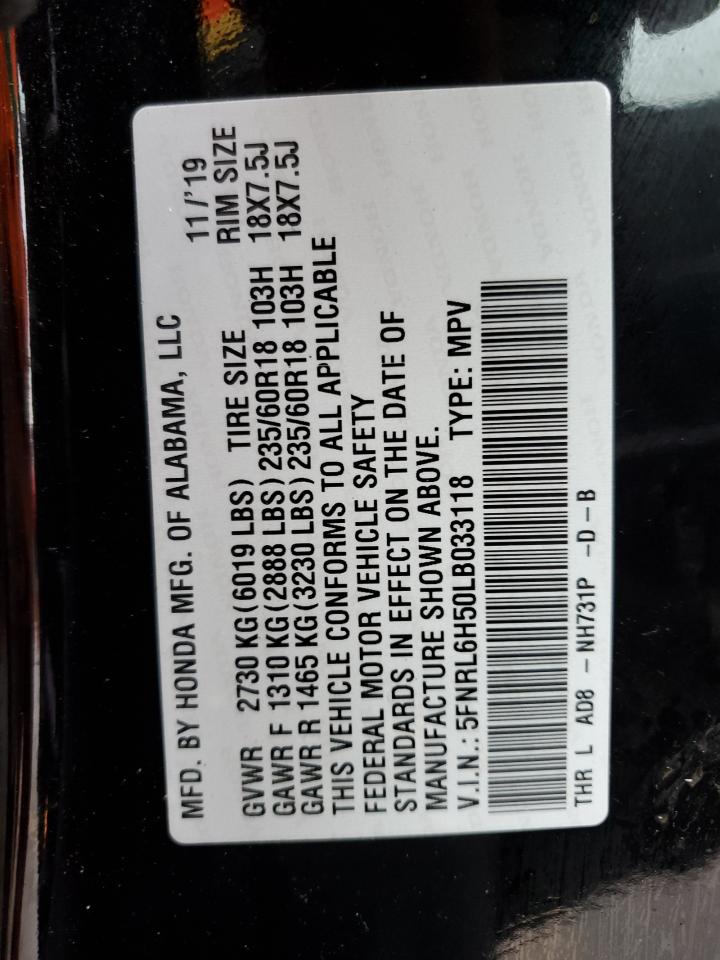 MFD. BY HONDA MFG. OF ALABAMA, LLC 11/'19
GVWR 2730 KG(6019 LBS) TIRE SIZE RIM SIZE
GAWR F 1310 KG(2888 LBS) 235/60R18 103H 18X7.5J
GAWR R 1465 KG(3230 LBS) 235/60R18 103H 18X7.5J
THIS VEHICLE CONFORMS TO ALL APPLICABLE
FEDERAL MOTOR VEHICLE SAFETY
STANDARDS IN EFFECT ON THE DATE OF
MANUFACTURE SHOWN ABOVE.
V.I.N.: 5FNRL6H50LB033118 TYPE: MPV
THR L AD8 - NH731P -D-B